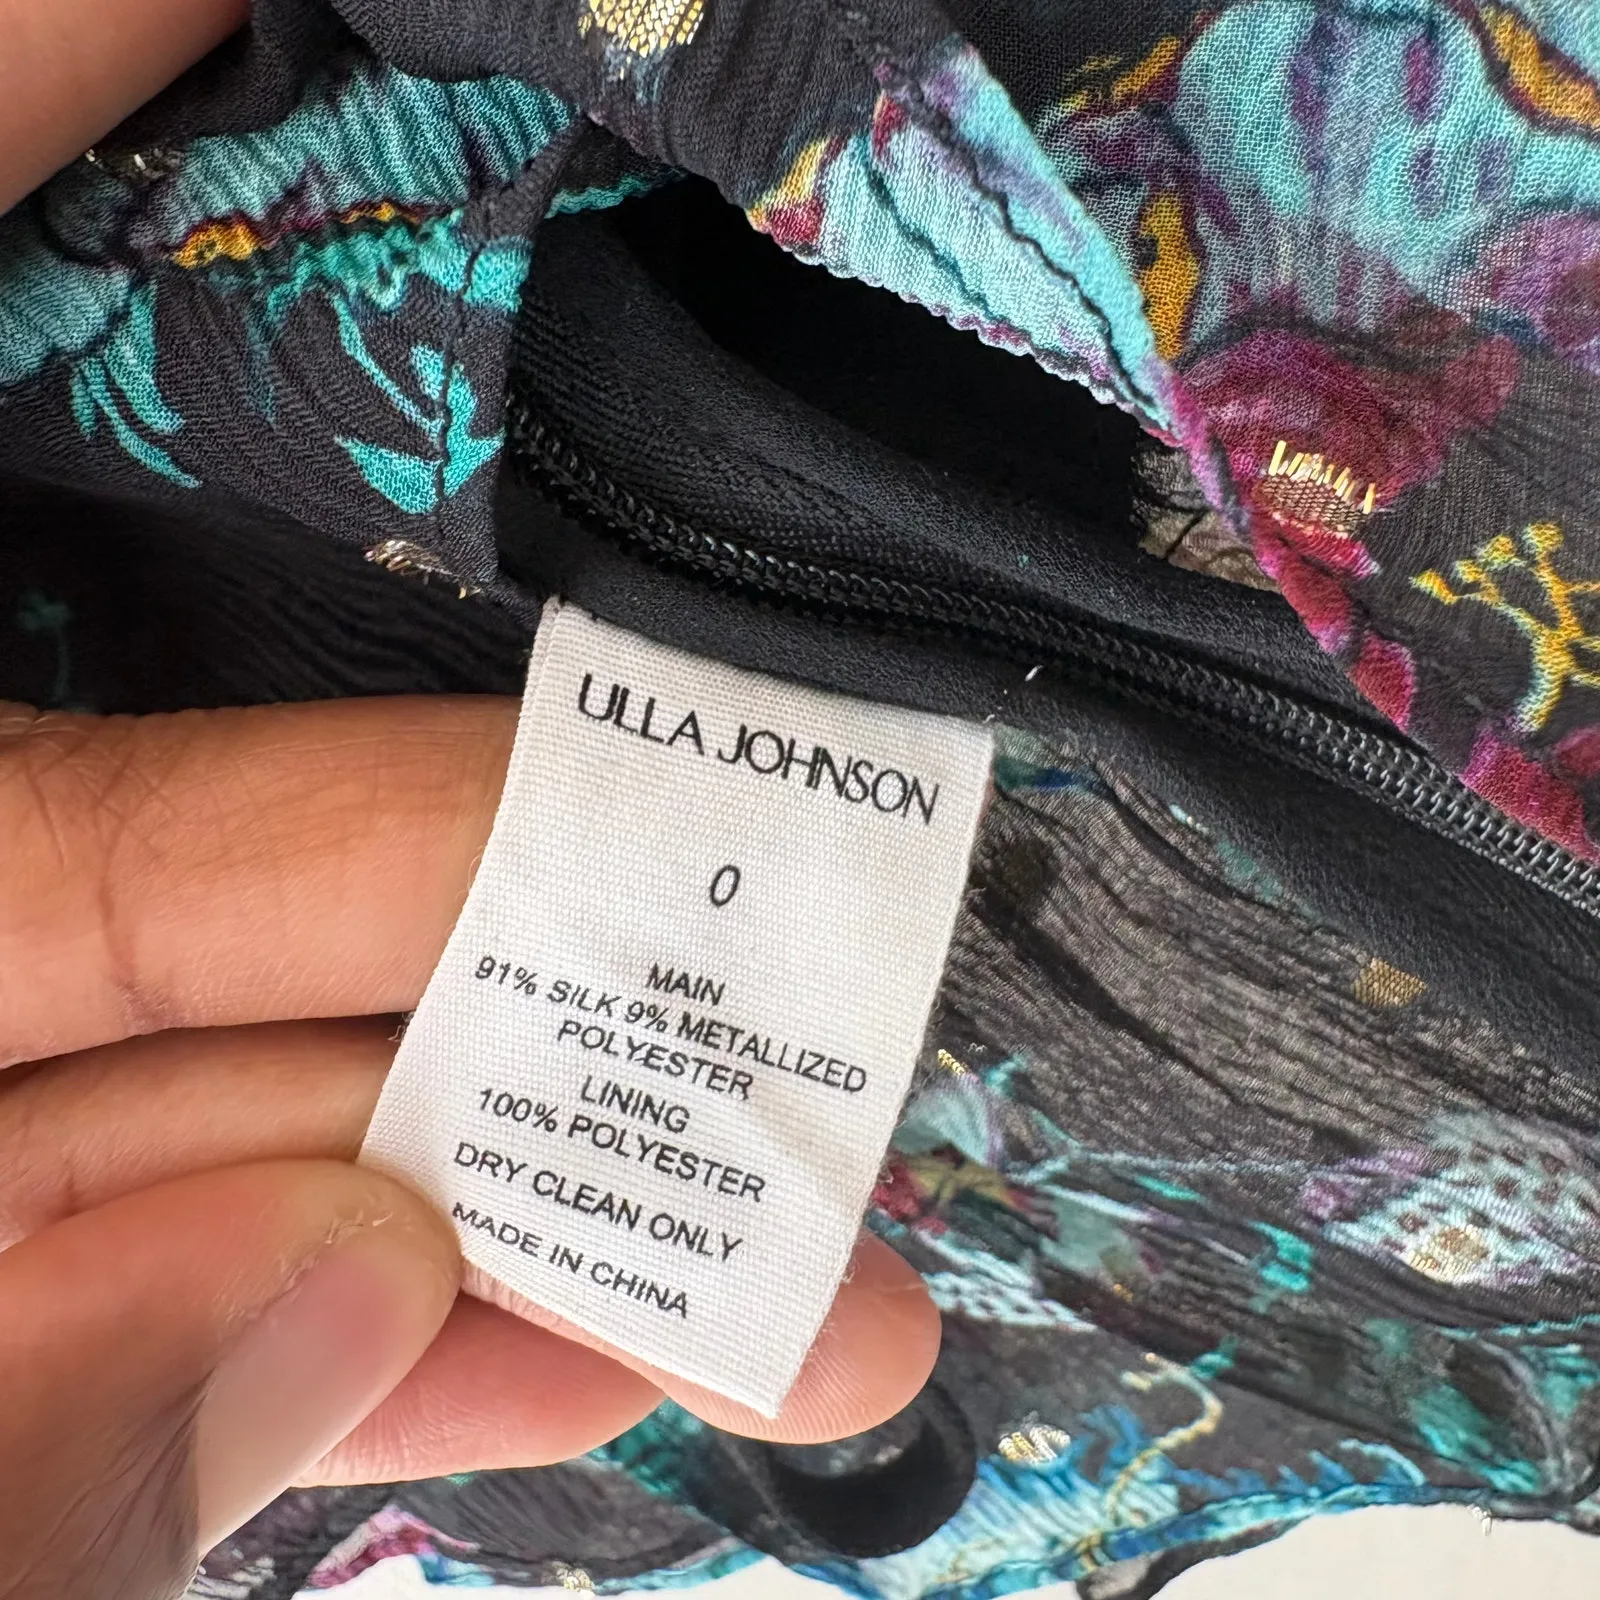 ULLA JOHNSON
0
MAIN
91% SILK 9% METALLIZED
POLYESTER
LINING
100% POLYESTER
DRY CLEAN ONLY
MADE IN CHINA